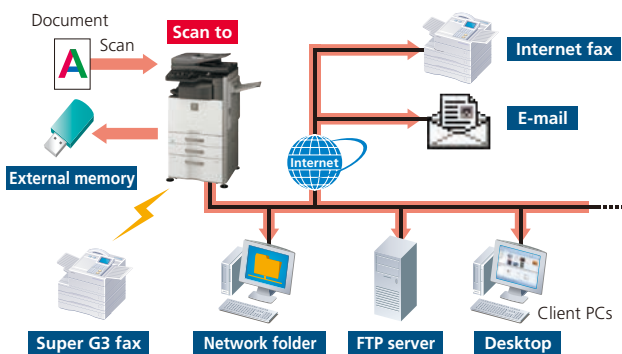 Document
Scan
A
Scan to
Internet fax
E-mail
Internet
External memory
Client PCs
Super G3 fax
Network folder
FTP server
Desktop